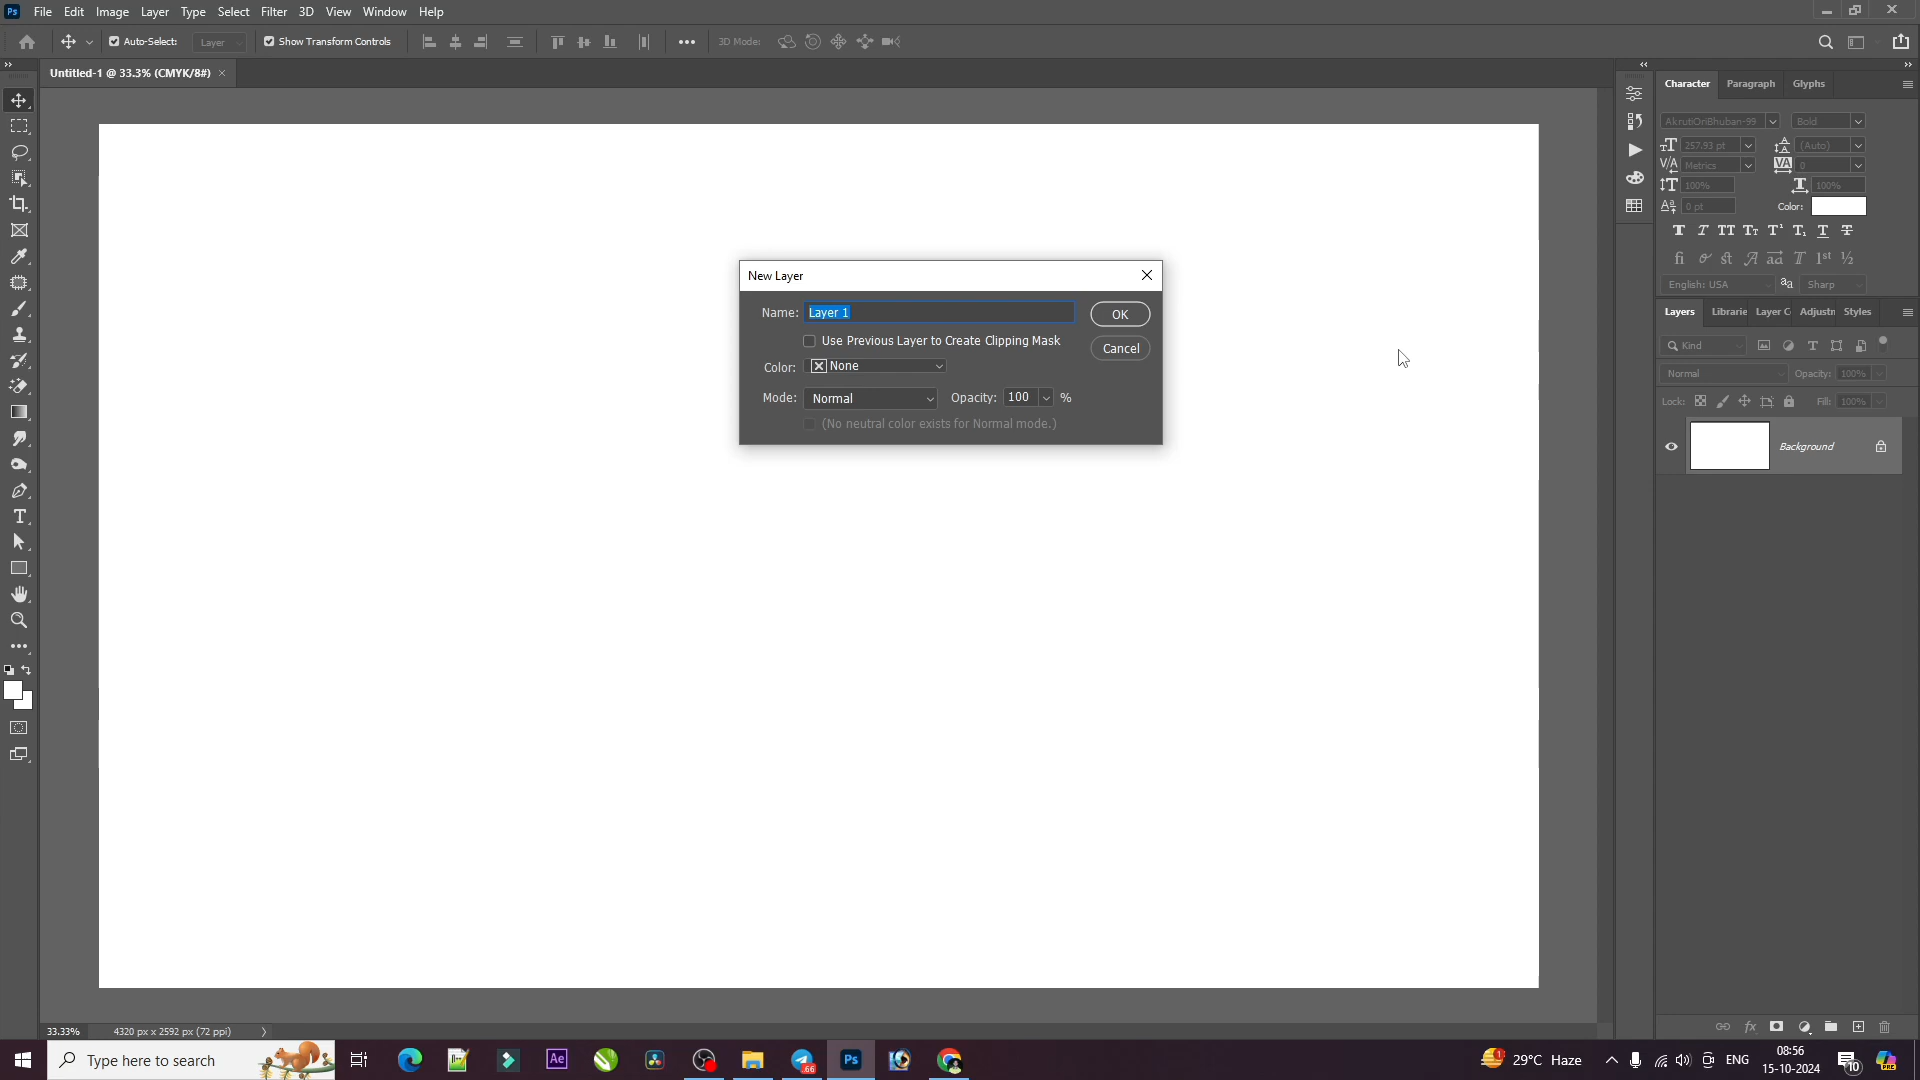 Ps File Edit Image Layer Type Select Filter 3D View Window Help
Auto-Select: Layer Show Transform Controls 3D Mode:
Untitled-1 @ 33.3% (CMYK/8#)
Character Paragraph Glyphs
AkrutiOriBhuban-99 Bold
257.93 pt (Auto)
Metrics 0
100% 100%
0 pt Color:
English: USA Sharp
Layers Librarie Layer C Adjustn Styles
Kind
Normal Opacity: 100%
Lock: Fill: 100%
Background
New Layer
Name: Layer 1 OK
Use Previous Layer to Create Clipping Mask
Cancel
Color: None
Mode: Normal Opacity: 100 %
(No neutral color exists for Normal mode.)
33.33% 4320 px x 2592 px (72 ppi)
Type here to search
Ae
.66
Ps
29°C Haze
ENG
08:56
15-10-2024
10